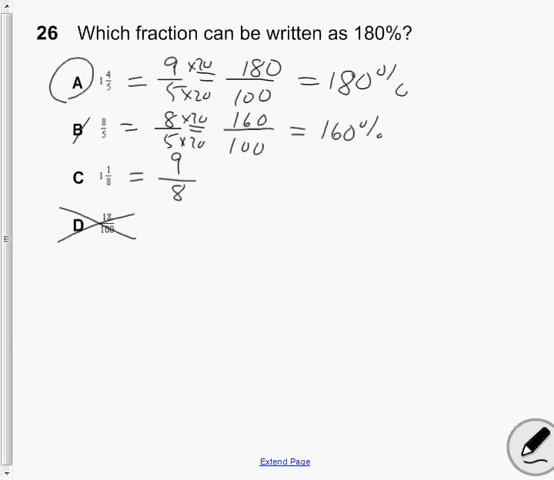 26 Which fraction can be written as 180%?
A 1 4/5 = 9×20/5×20 = 180/100 = 180%
B 8/5 = 8×20/5×20 = 160/100 = 160%
C 1 1/8 = 9/8
D 18/100
Extend Page